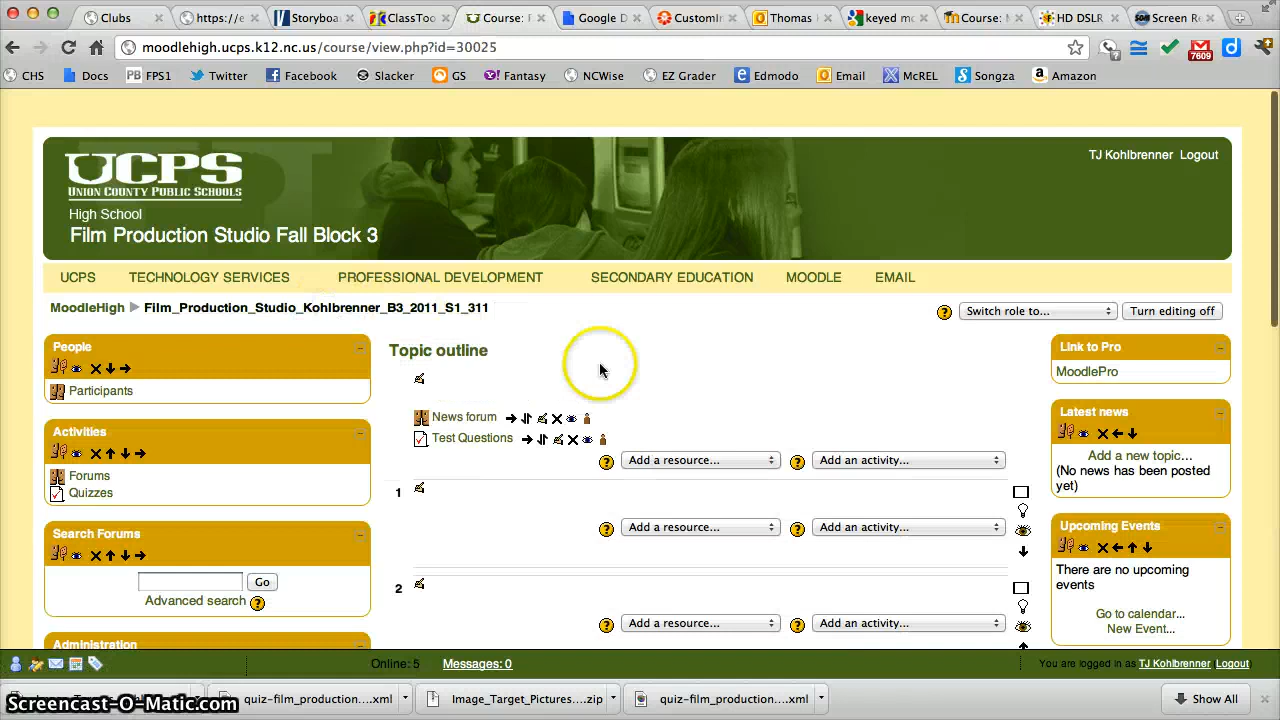 Clubs
https://e
Storyboa
ClassToo
Course: F
Google D
CustomIn
Thomas
keyed mo
Course:
HD DSLR
Screen Re
moodlehigh.ucps.k12.nc.us/course/view.php?id=30025
7609
CHS
Docs
PB FPS1
Twitter
Facebook
Slacker
GS
Fantasy
NCWise
EZ Grader
Edmodo
Email
McREL
Songza
Amazon
UCPS
UNION COUNTY PUBLIC SCHOOLS
High School
Film Production Studio Fall Block 3
TJ Kohlbrenner Logout
UCPS TECHNOLOGY SERVICES PROFESSIONAL DEVELOPMENT SECONDARY EDUCATION MOODLE EMAIL
MoodleHigh ► Film_Production_Studio_Kohlbrenner_B3_2011_S1_311
Switch role to...
Turn editing off
People
Participants
Activities
Forums
Quizzes
Search Forums
Go
Advanced search
Administration
Topic outline
News forum
Test Questions
Add a resource... Add an activity...
1
Add a resource... Add an activity...
2
Add a resource... Add an activity...
Link to Pro
MoodlePro
Latest news
Add a new topic...
(No news has been posted
yet)
Upcoming Events
There are no upcoming
events
Go to calendar...
New Event...
Online: 5
Messages: 0
You are logged in as TJ Kohlbrenner (Logout)
Screencast-O-Matic.com
quiz-film_production....xml
Image_Target_Pictures....zip
quiz-film_production....xml
Show All